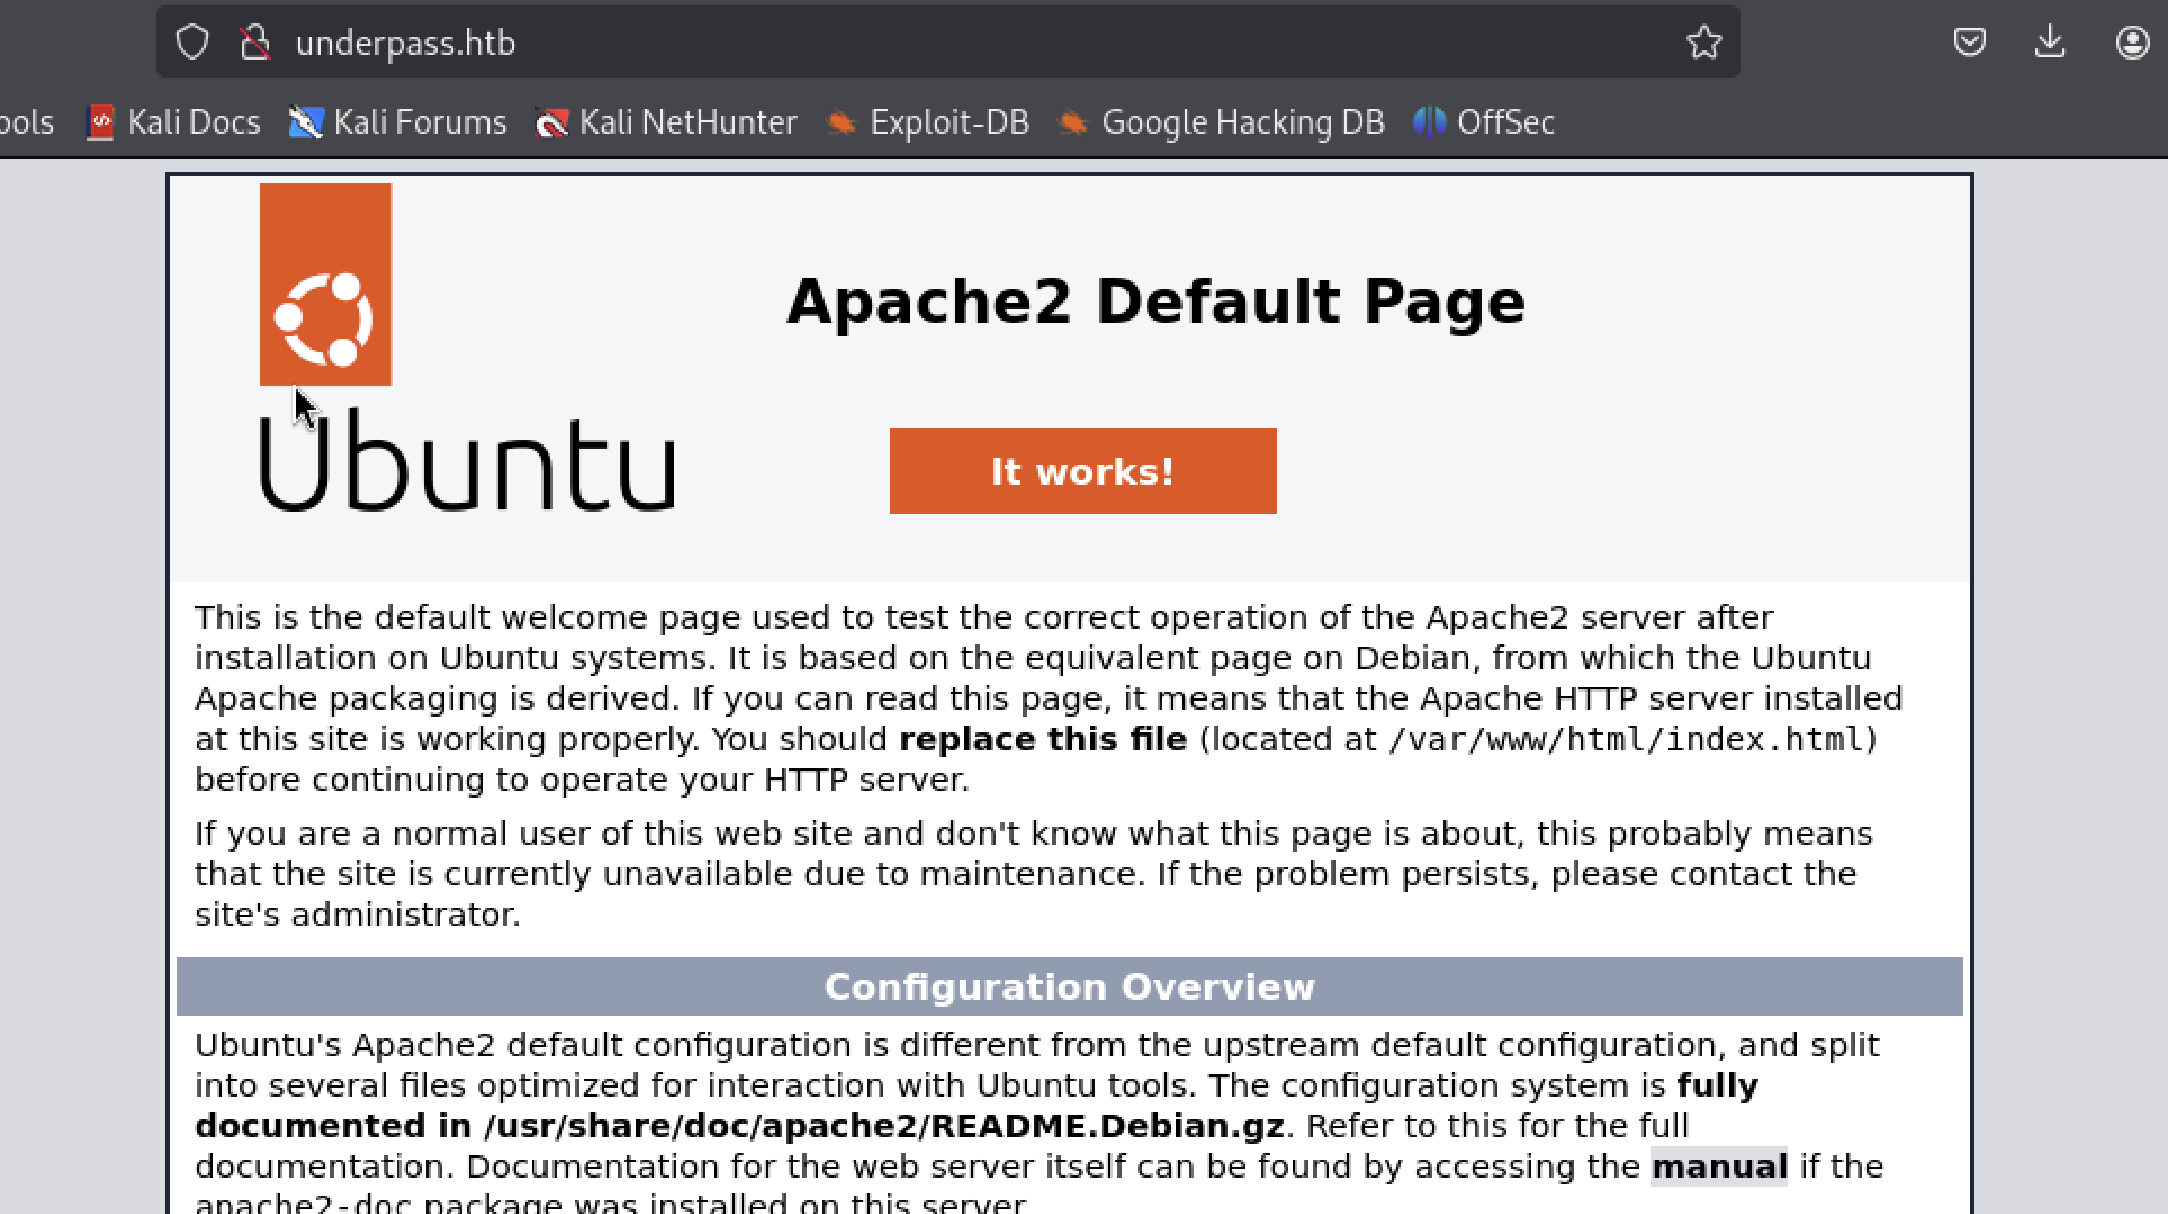 underpass.htb
ools Kali Docs Kali Forums Kali NetHunter Exploit-DB Google Hacking DB OffSec
Apache2 Default Page
Ubuntu
It works!
This is the default welcome page used to test the correct operation of the Apache2 server after
installation on Ubuntu systems. It is based on the equivalent page on Debian, from which the Ubuntu
Apache packaging is derived. If you can read this page, it means that the Apache HTTP server installed
at this site is working properly. You should replace this file (located at /var/www/html/index.html)
before continuing to operate your HTTP server.
If you are a normal user of this web site and don't know what this page is about, this probably means
that the site is currently unavailable due to maintenance. If the problem persists, please contact the
site's administrator.
Configuration Overview
Ubuntu's Apache2 default configuration is different from the upstream default configuration, and split
into several files optimized for interaction with Ubuntu tools. The configuration system is fully
documented in /usr/share/doc/apache2/README.Debian.gz. Refer to this for the full
documentation. Documentation for the web server itself can be found by accessing the manual if the
apache2-doc package was installed on this server